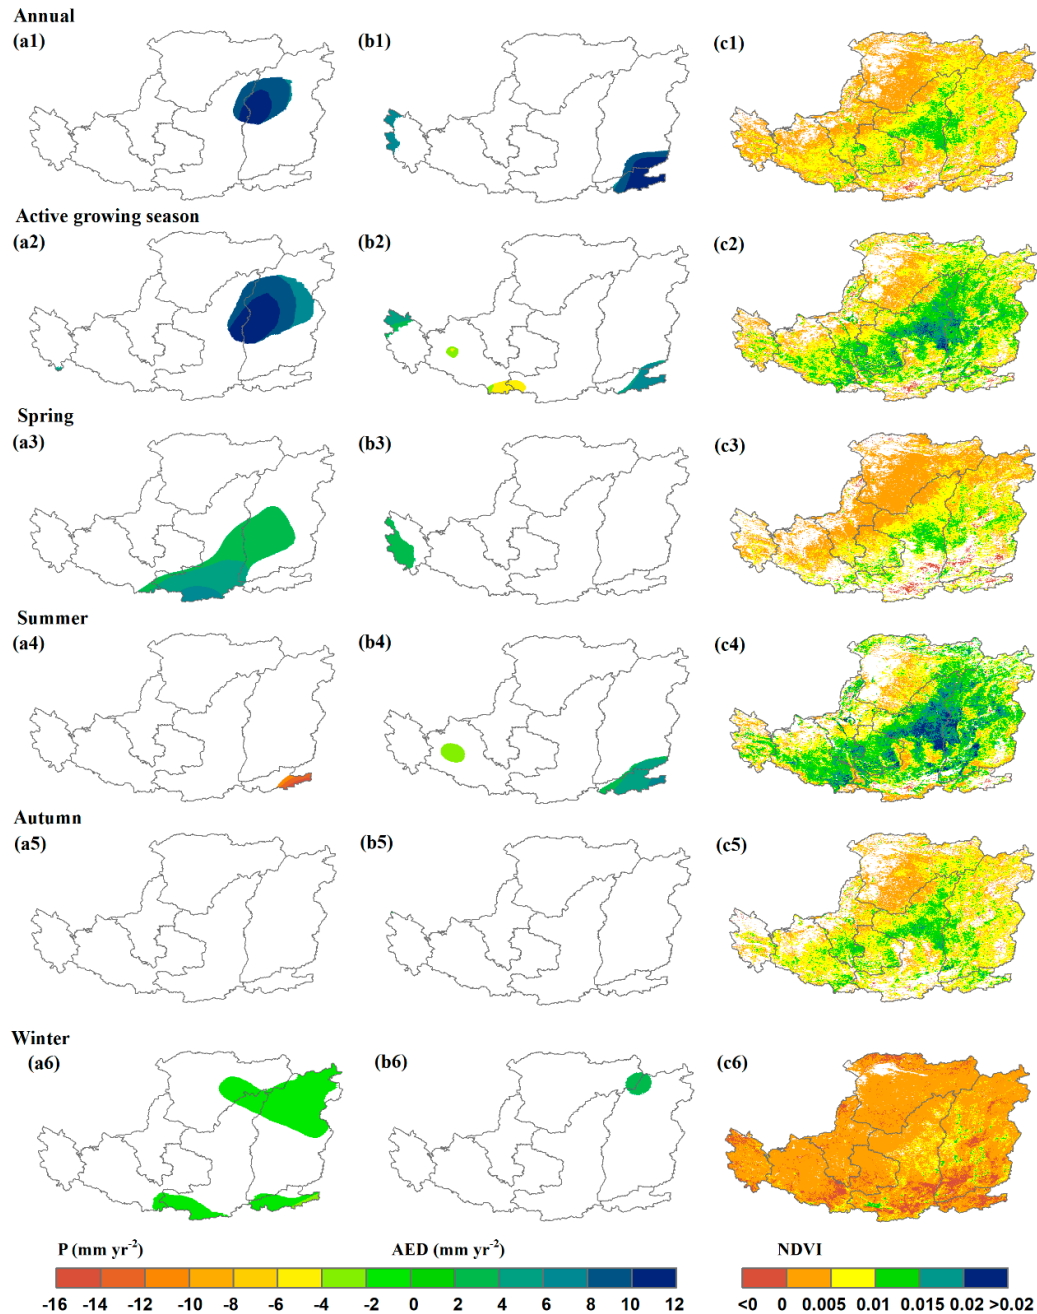 Annual
(a1) (b1) (c1)
Active growing season
(a2) (b2) (c2)
Spring
(a3) (b3) (c3)
Summer
(a4) (b4) (c4)
Autumn
(a5) (b5) (c5)
Winter
(a6) (b6) (c6)
P (mm yr⁻²) AED (mm yr⁻²) NDVI
-16 -14 -12 -10 -8 -6 -4 -2 0 2 4 6 8 10 12 <0 0 0.005 0.01 0.015 0.02 >0.02